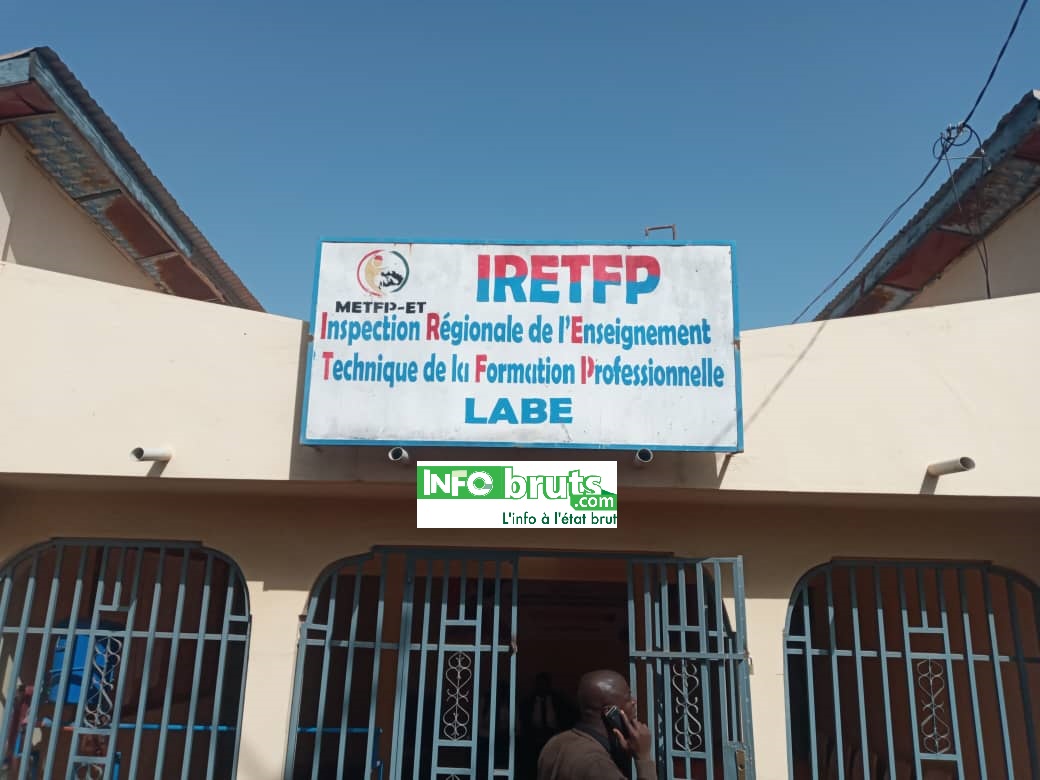 IRETFP
METFP-ET
Inspection Régionale de l'Enseignement
Technique de la Formation Professionnelle
LABE
INFO bruts
.com
L'info à l'état brut